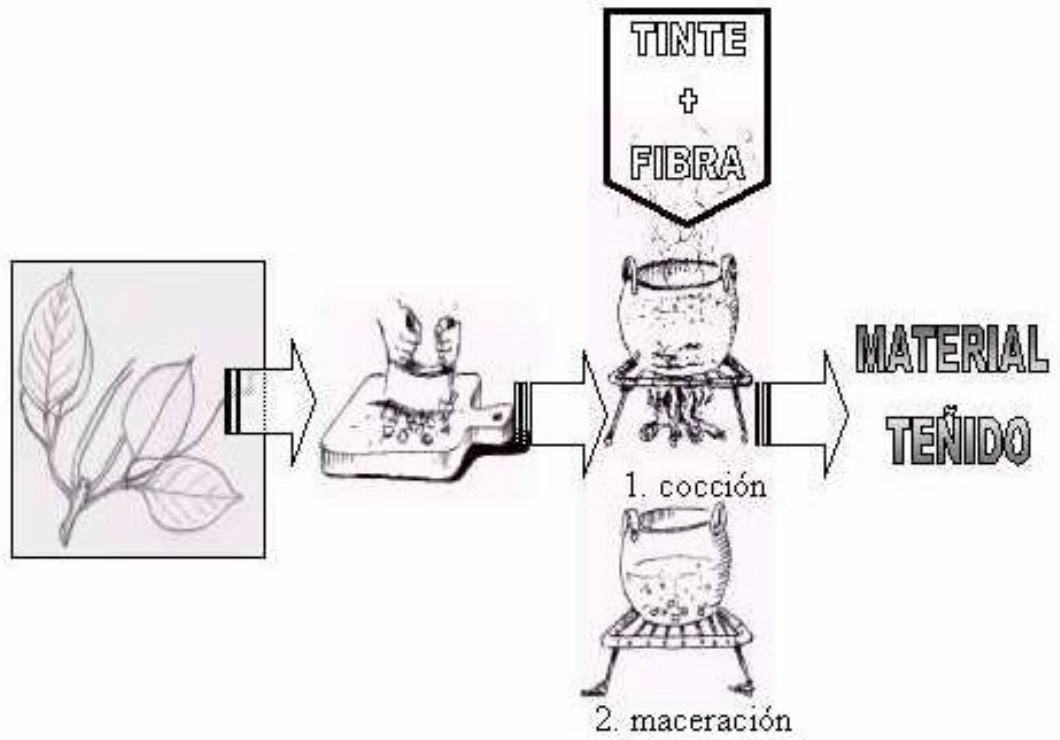 TINTE
+
FIBRA
1. cocción
2. maceración
MATERIAL
TEÑIDO